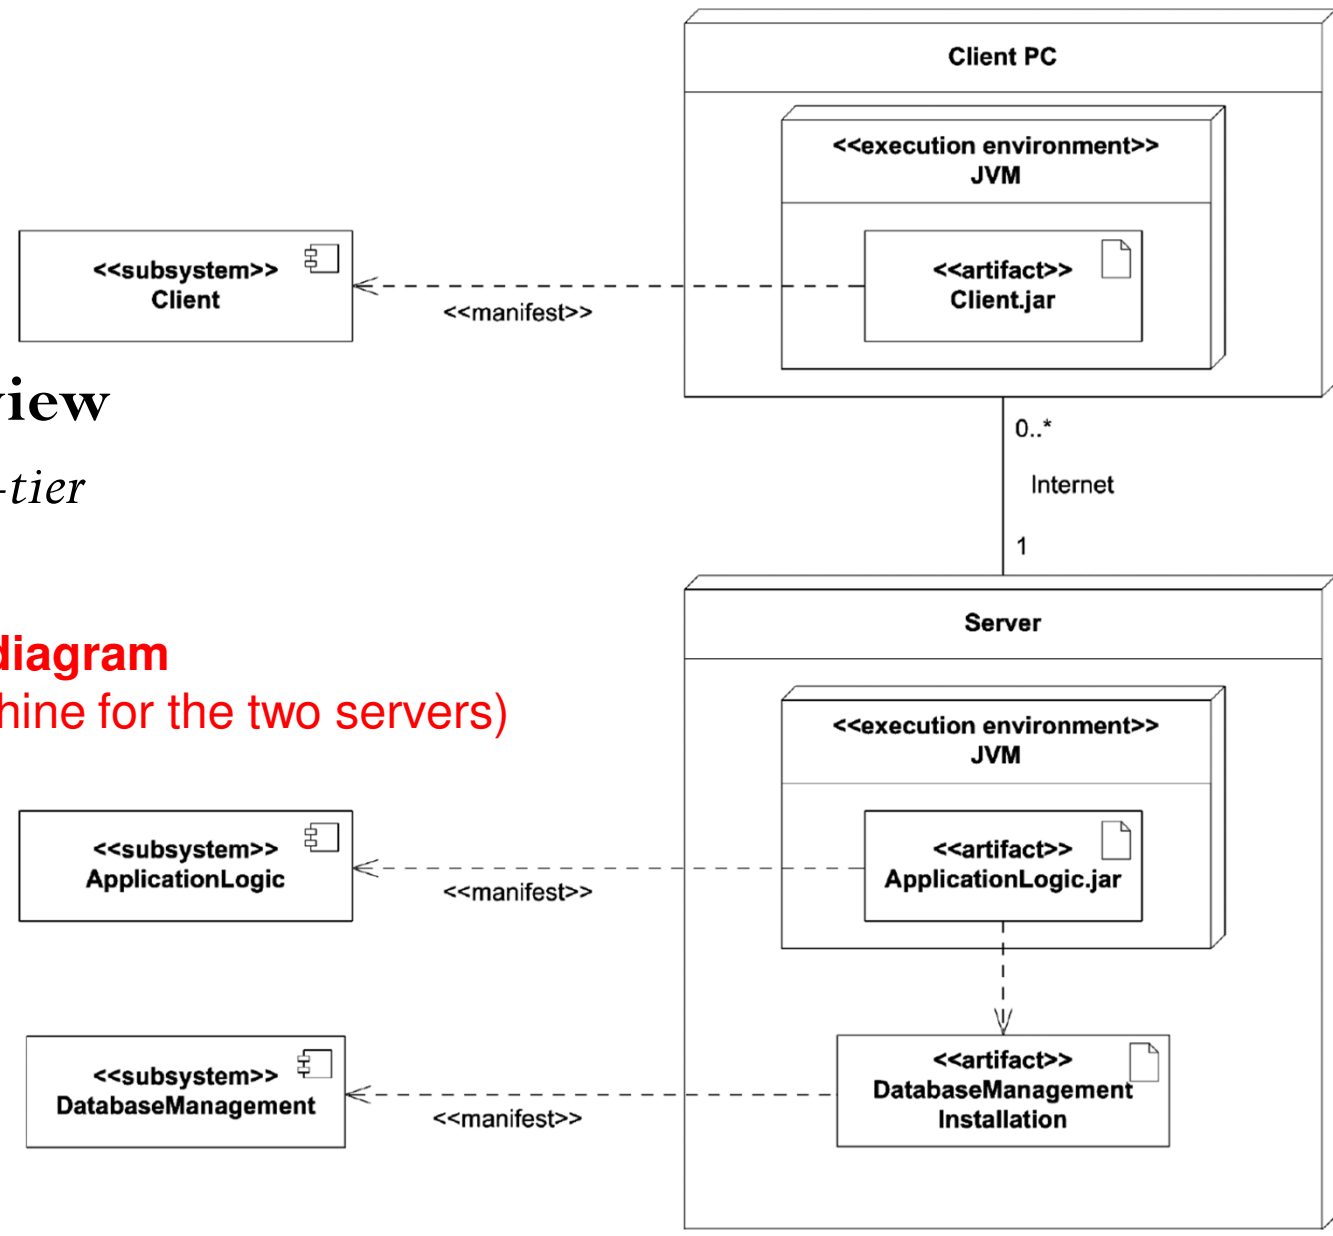 Client PC
<<execution environment>>
JVM
<<subsystem>>
Client
<<manifest>>
<<artifact>>
Client.jar
view
-tier
0..*
Internet
1
diagram
hine for the two servers)
Server
<<execution environment>>
JVM
<<subsystem>>
ApplicationLogic
<<manifest>>
<<artifact>>
ApplicationLogic.jar
<<subsystem>>
DatabaseManagement
<<manifest>>
<<artifact>>
DatabaseManagement
Installation